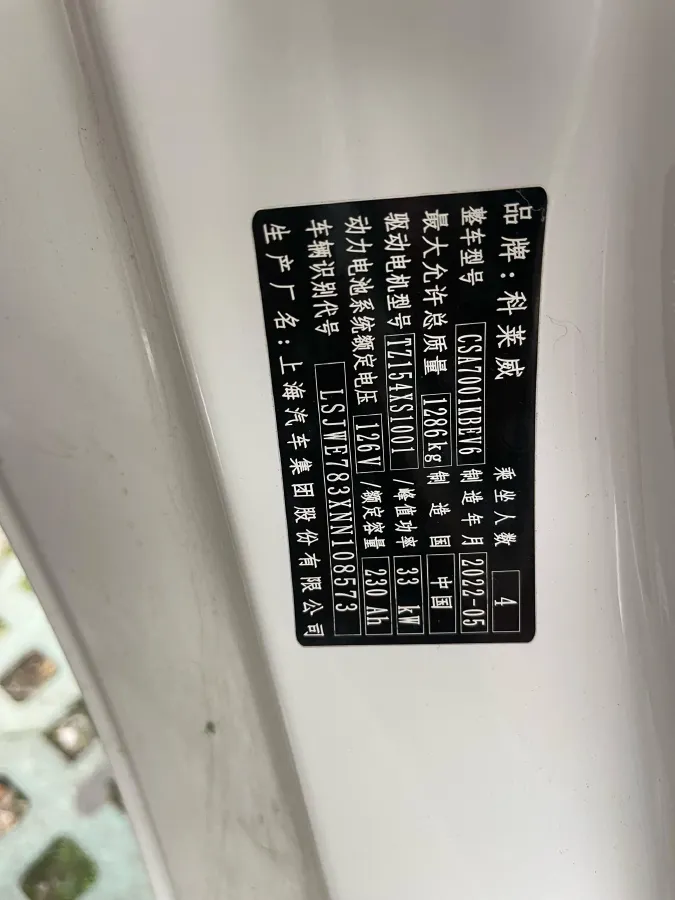 品牌：科莱威 乘坐人数 4
整车型号 CSA7001KBEV6 制造年月 2022-05
最大允许总质量 1286kg 制造国 中国
驱动电机型号 TZ154XS1001 /峰值功率 33 kW
动力电池系统额定电压 126V /额定容量 230 Ah
车辆识别代号 LSJWE783XNN108573
生产厂名：上海汽车集团股份有限公司